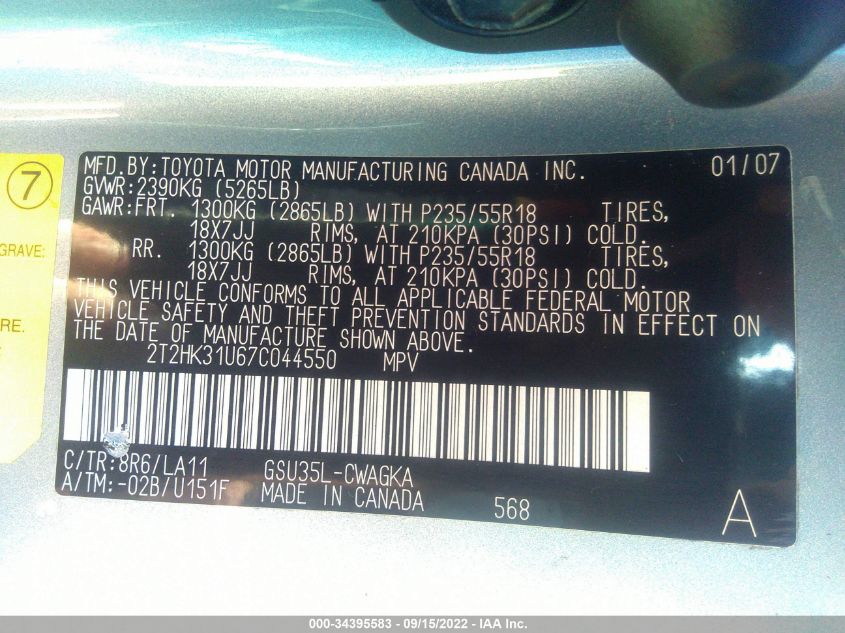 7
GRAVE:
RE.
MFD.BY:TOYOTA MOTOR MANUFACTURING CANADA INC. 01/07
GVWR:2390KG (5265LB)
GAWR:FRT. 1300KG (2865LB) WITH P235/55R18 TIRES,
18X7JJ RIMS, AT 210KPA (30PSI) COLD.
RR. 1300KG (2865LB) WITH P235/55R18 TIRES,
18X7JJ RIMS, AT 210KPA (30PSI) COLD.
THIS VEHICLE CONFORMS TO ALL APPLICABLE FEDERAL MOTOR
VEHICLE SAFETY AND THEFT PREVENTION STANDARDS IN EFFECT ON
THE DATE OF MANUFACTURE SHOWN ABOVE.
2T2HK31U67C044550 MPV
C/TR:8R6/LA11 GSU35L-CWAGKA
A/TM:-02B/U151F MADE IN CANADA 568 A
000-34395583 - 09/15/2022 - IAA Inc.